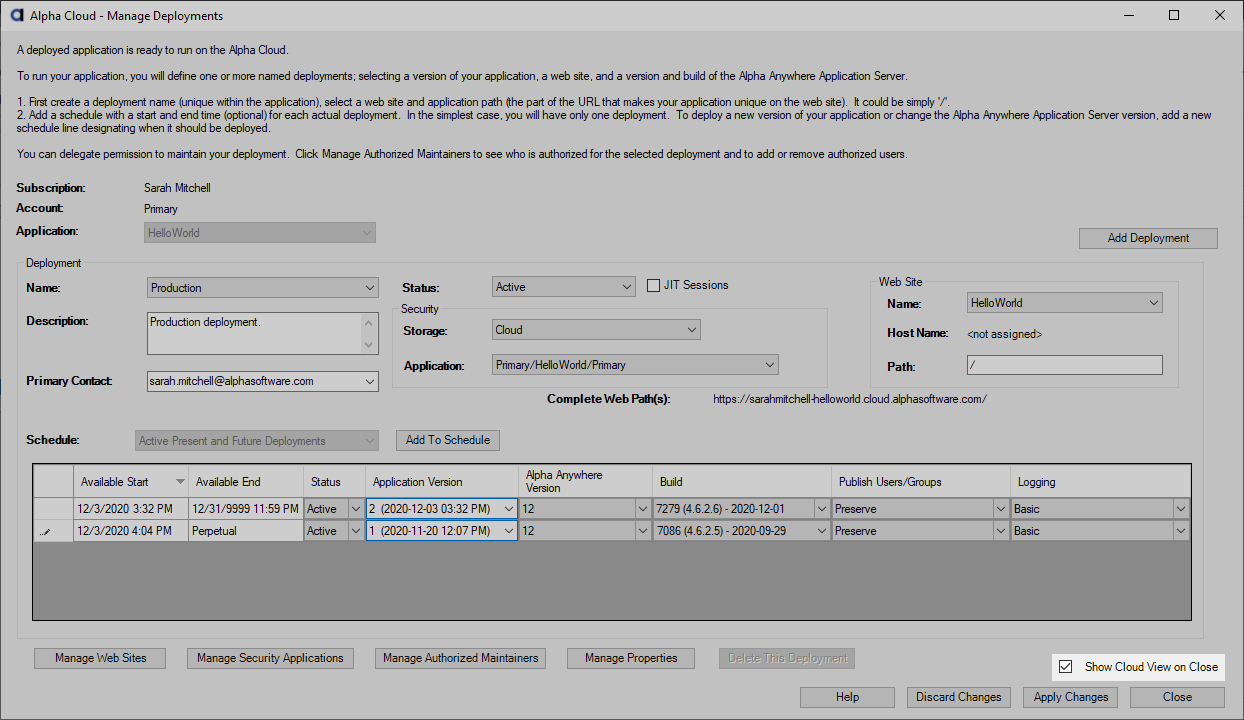 Alpha Cloud - Manage Deployments
A deployed application is ready to run on the Alpha Cloud.
To run your application, you will define one or more named deployments; selecting a version of your application, a web site, and a version and build of the Alpha Anywhere Application Server.
1. First create a deployment name (unique within the application), select a web site and application path (the part of the URL that makes your application unique on the web site).  It could be simply '/'.
2. Add a schedule with a start and end time (optional) for each actual deployment.  In the simplest case, you will have only one deployment.  To deploy a new version of your application or change the Alpha Anywhere Application Server version, add a new
schedule line designating when it should be deployed.
You can delegate permission to maintain your deployment.  Click Manage Authorized Maintainers to see who is authorized for the selected deployment and to add or remove authorized users.
Subscription: Sarah Mitchell
Account: Primary
Application: HelloWorld
Add Deployment
Deployment
Name: Production
Status: Active
JIT Sessions
Web Site
Name: HelloWorld
Security
Description: Production deployment.
Storage: Cloud
Host Name: <not assigned>
Application: Primary/HelloWorld/Primary
Path: /
Primary Contact: sarah.mitchell@alphasoftware.com
Complete Web Path(s): https://sarahmitchell-helloworld.cloud.alphasoftware.com/
Schedule: Active Present and Future Deployments
Add To Schedule
Available Start Available End Status Application Version Alpha Anywhere
Version Build Publish Users/Groups Logging
12/3/2020 3:32 PM 12/31/9999 11:59 PM Active 2 (2020-12-03 03:32 PM) 12 7279 (4.6.2.6) - 2020-12-01 Preserve Basic
12/3/2020 4:04 PM Perpetual Active 1 (2020-11-20 12:07 PM) 12 7086 (4.6.2.5) - 2020-09-29 Preserve Basic
Manage Web Sites Manage Security Applications Manage Authorized Maintainers Manage Properties Delete This Deployment
Show Cloud View on Close
Help Discard Changes Apply Changes Close